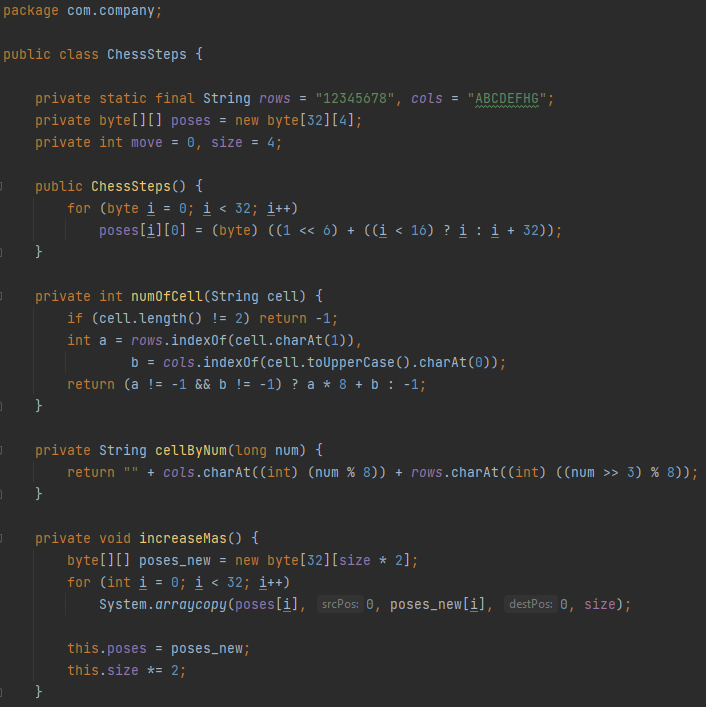 package com.company;
public class ChessSteps {
private static final String rows = "12345678", cols = "ABCDEFHG";
private byte[][] poses = new byte[32][4];
private int move = 0, size = 4;
public ChessSteps() {
for (byte i = 0; i < 32; i++)
poses[i][0] = (byte) ((1 << 6) + ((i < 16) ? i : i + 32));
}
private int numOfCell(String cell) {
if (cell.length() != 2) return -1;
int a = rows.indexOf(cell.charAt(1)),
b = cols.indexOf(cell.toUpperCase().charAt(0));
return (a != -1 && b != -1) ? a * 8 + b : -1;
}
private String cellByNum(long num) {
return "" + cols.charAt((int) (num % 8)) + rows.charAt((int) ((num >> 3) % 8));
}
private void increaseMas() {
byte[][] poses_new = new byte[32][size * 2];
for (int i = 0; i < 32; i++)
System.arraycopy(poses[i], srcPos: 0, poses_new[i], destPos: 0, size);
this.poses = poses_new;
this.size *= 2;
}